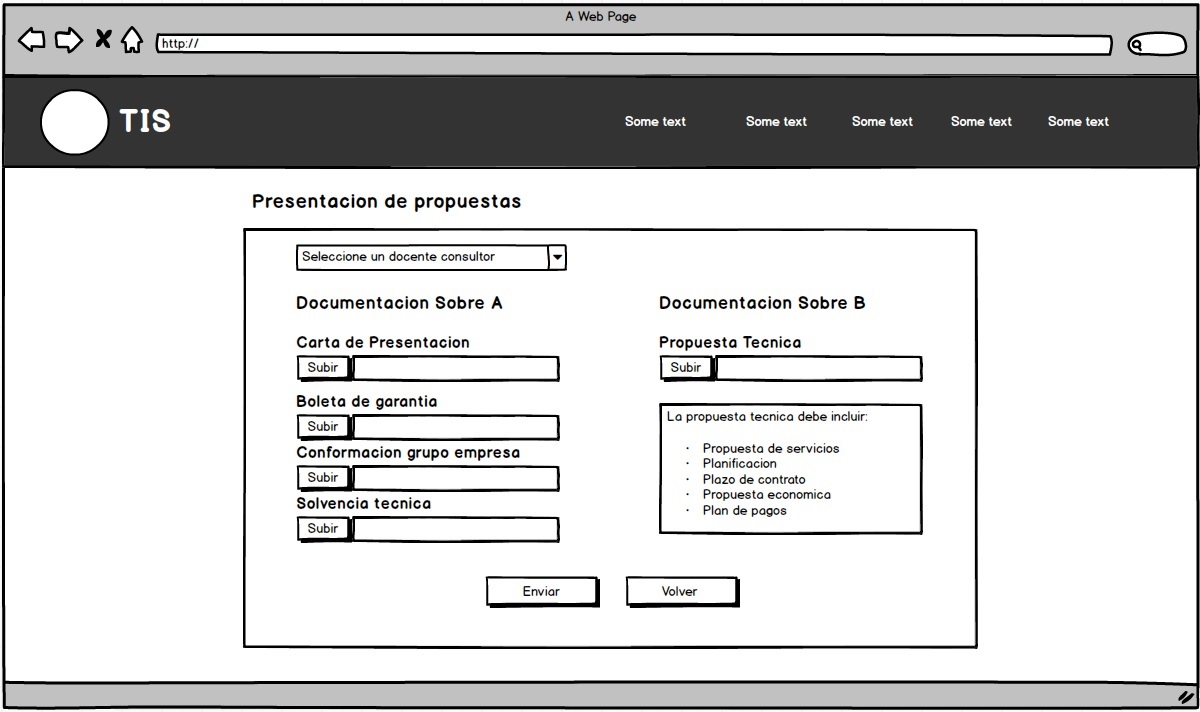 A Web Page
http://
TIS
Some text Some text Some text Some text Some text
Presentacion de propuestas
Seleccione un docente consultor
Documentacion Sobre A
Carta de Presentacion
Subir
Boleta de garantia
Subir
Conformacion grupo empresa
Subir
Solvencia tecnica
Subir
Documentacion Sobre B
Propuesta Tecnica
Subir
La propuesta tecnica debe incluir:
· Propuesta de servicios
· Planificacion
· Plazo de contrato
· Propuesta economica
· Plan de pagos
Enviar Volver